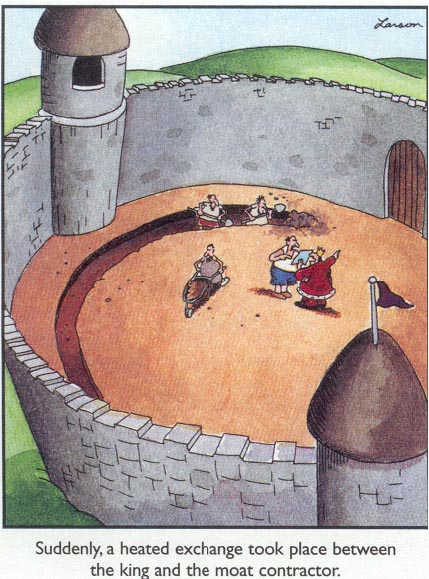 Larson
Suddenly, a heated exchange took place between
the king and the moat contractor.